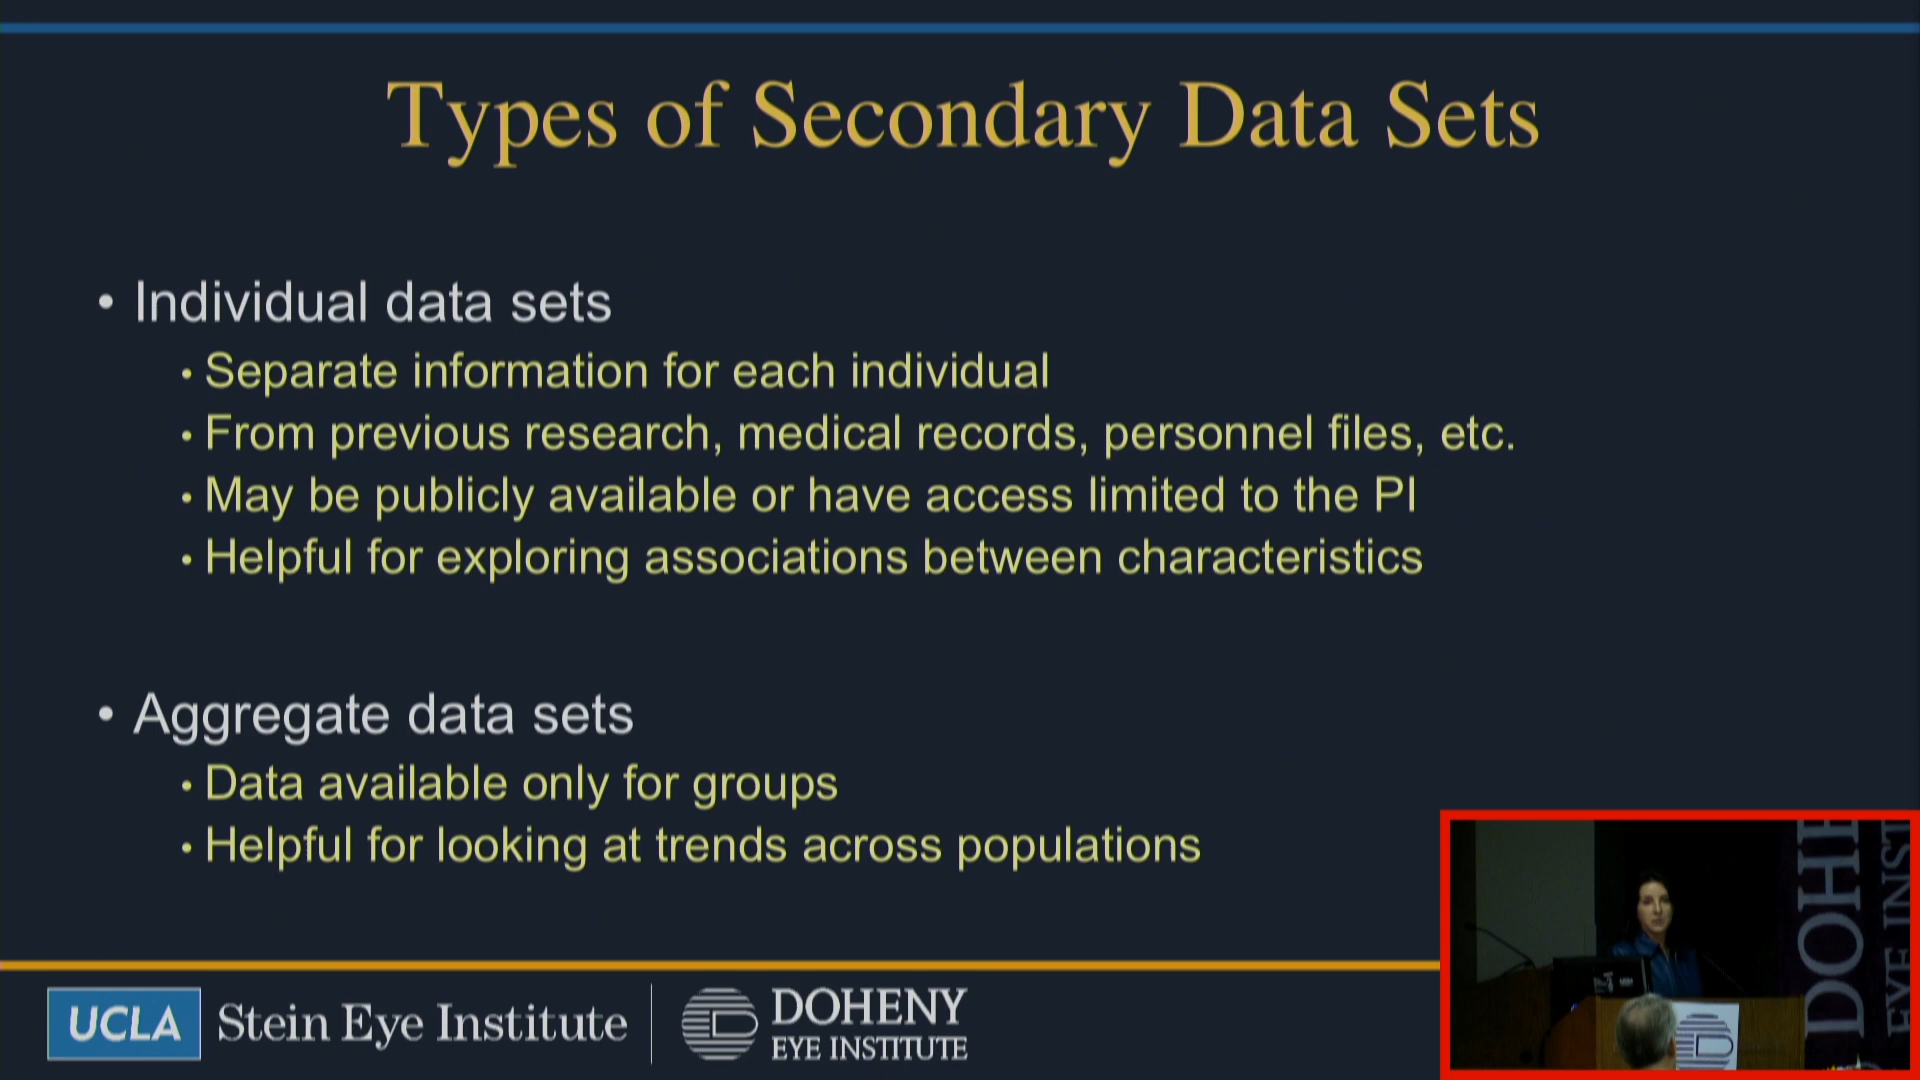 Types of Secondary Data Sets
• Individual data sets
• Separate information for each individual
• From previous research, medical records, personnel files, etc.
• May be publicly available or have access limited to the PI
• Helpful for exploring associations between characteristics
• Aggregate data sets
• Data available only for groups
• Helpful for looking at trends across populations
UCLA Stein Eye Institute
DOHENY
EYE INSTITUTE
DOHE
EYE INST